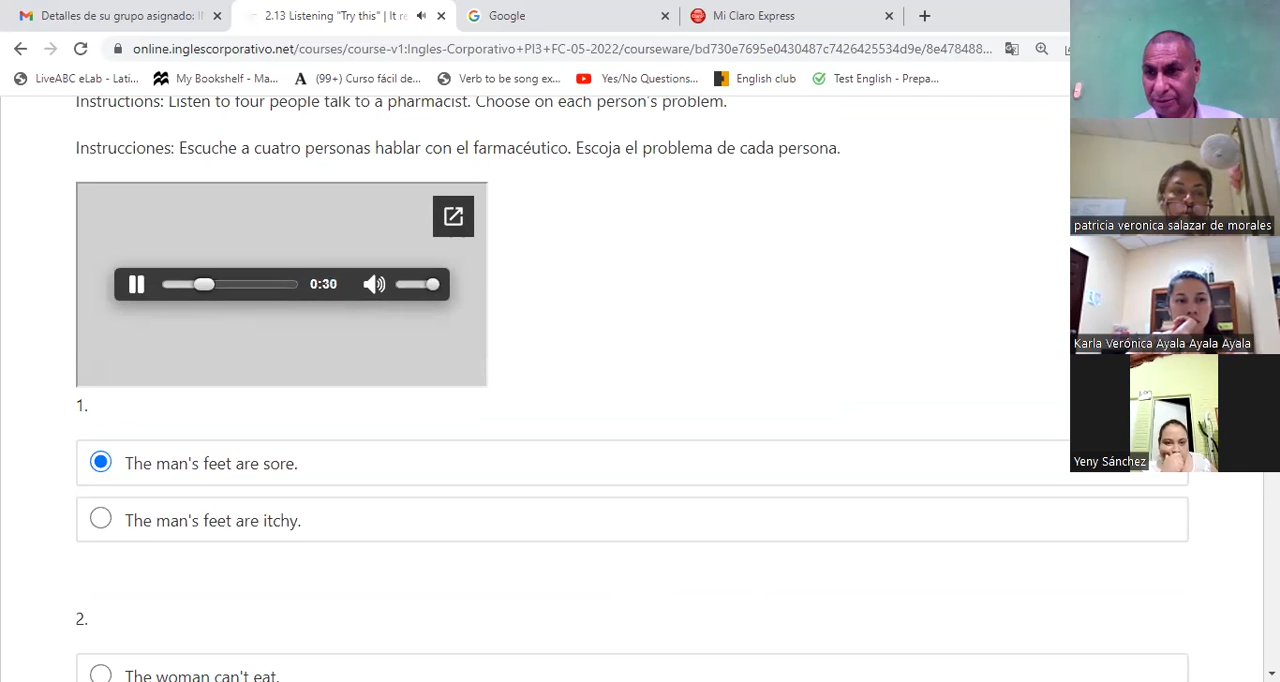 Detalles de su grupo asignado: I
2.13 Listening "Try this" | It re
Google
Mi Claro Express
online.inglescorporativo.net/courses/course-v1:Ingles-Corporativo+PI3+FC-05-2022/courseware/bd730e7695e0430487c7426425534d9e/8e478488...
LiveABC eLab - Lati...
My Bookshelf - Ma...
(99+) Curso fácil de...
Verb to be song ex...
Yes/No Questions...
English club
Test English - Prepa...
Instructions: Listen to four people talk to a pharmacist. Choose on each person's problem.
Instrucciones: Escuche a cuatro personas hablar con el farmacéutico. Escoja el problema de cada persona.
0:30
1.
The man's feet are sore.
The man's feet are itchy.
2.
The woman can't eat.
patricia veronica salazar de morales
Karla Verónica Ayala Ayala Ayala
Yeny Sánchez